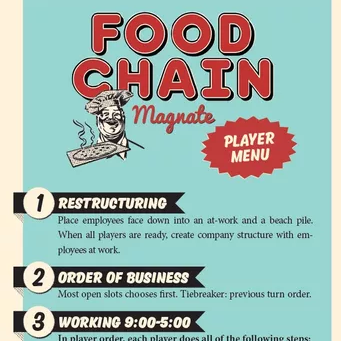 FOOD
CHAIN
Magnate
PLAYER
MENU
1 RESTRUCTURING
Place employees face down into an at-work and a beach pile.
When all players are ready, create company structure with em-
ployees at work.
2 ORDER OF BUSINESS
Most open slots chooses first. Tiebreaker: previous turn order.
3 WORKING 9:00-5:00
In player order, each player does all of the following steps: